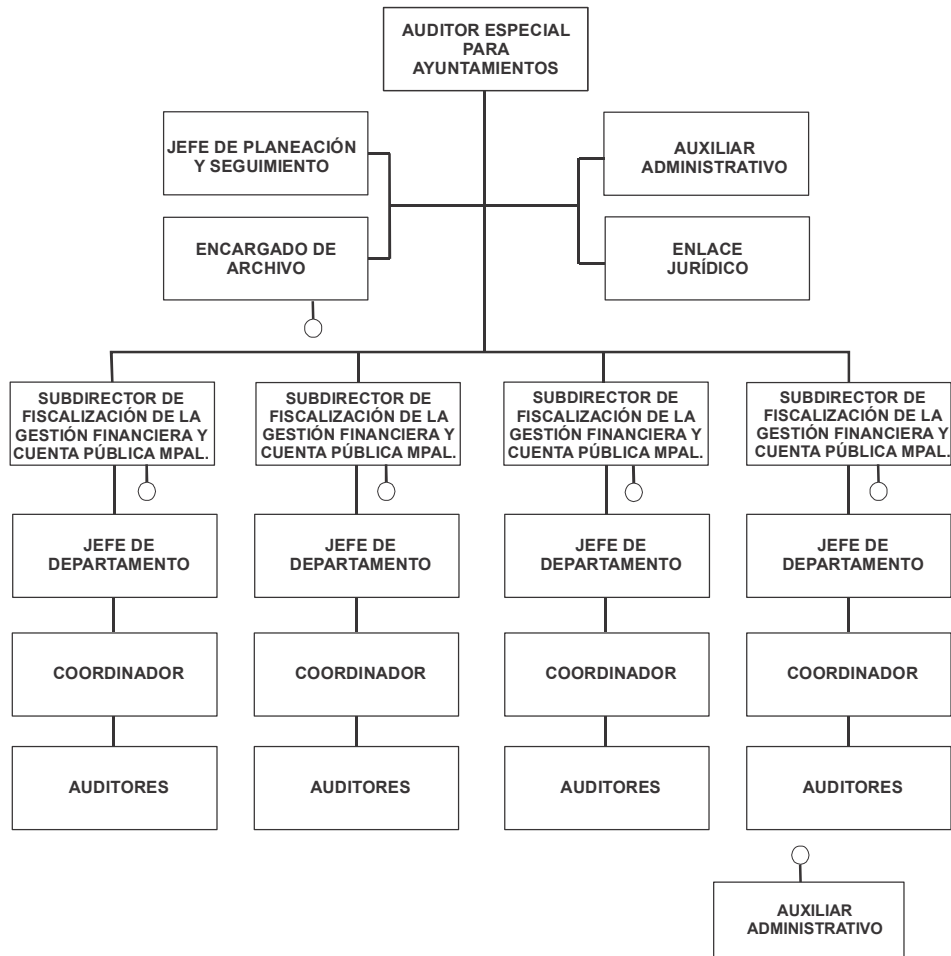 AUDITOR ESPECIAL
PARA
AYUNTAMIENTOS
JEFE DE PLANEACIÓN
Y SEGUIMIENTO
AUXILIAR
ADMINISTRATIVO
ENCARGADO DE
ARCHIVO
ENLACE
JURÍDICO
SUBDIRECTOR DE
FISCALIZACIÓN DE LA
GESTIÓN FINANCIERA Y
CUENTA PÚBLICA MPAL.
SUBDIRECTOR DE
FISCALIZACIÓN DE LA
GESTIÓN FINANCIERA Y
CUENTA PÚBLICA MPAL.
SUBDIRECTOR DE
FISCALIZACIÓN DE LA
GESTIÓN FINANCIERA Y
CUENTA PÚBLICA MPAL.
SUBDIRECTOR DE
FISCALIZACIÓN DE LA
GESTIÓN FINANCIERA Y
CUENTA PÚBLICA MPAL.
JEFE DE
DEPARTAMENTO
JEFE DE
DEPARTAMENTO
JEFE DE
DEPARTAMENTO
JEFE DE
DEPARTAMENTO
COORDINADOR
COORDINADOR
COORDINADOR
COORDINADOR
AUDITORES
AUDITORES
AUDITORES
AUDITORES
AUXILIAR
ADMINISTRATIVO